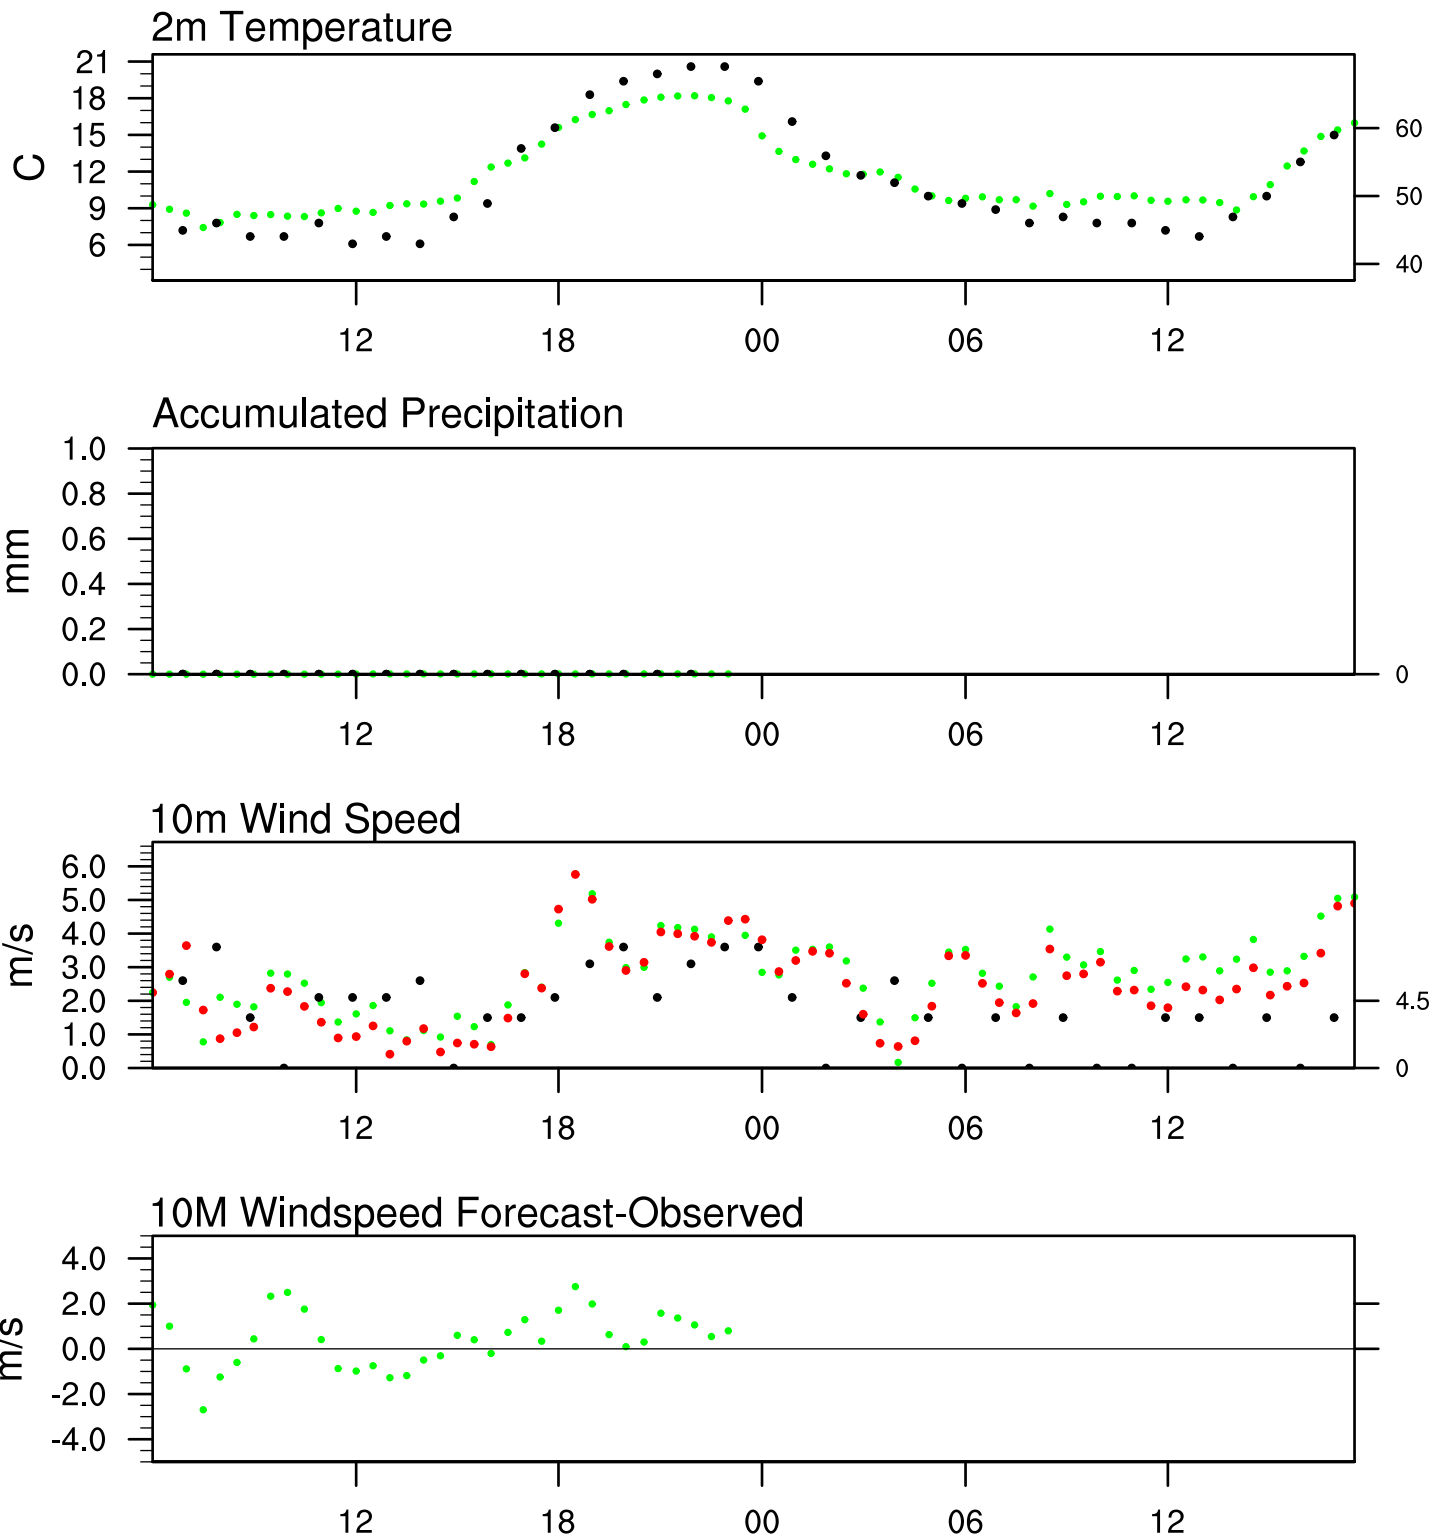 2m Temperature
21
18
15
12
9
6
C
60
50
40
12 18 00 06 12
Accumulated Precipitation
1.0
0.8
0.6
0.4
0.2
0.0
mm
0
12 18 00 06 12
10m Wind Speed
6.0
5.0
4.0
3.0
2.0
1.0
0.0
m/s
4.5
0
12 18 00 06 12
10M Windspeed Forecast-Observed
4.0
2.0
0.0
-2.0
-4.0
m/s
12 18 00 06 12